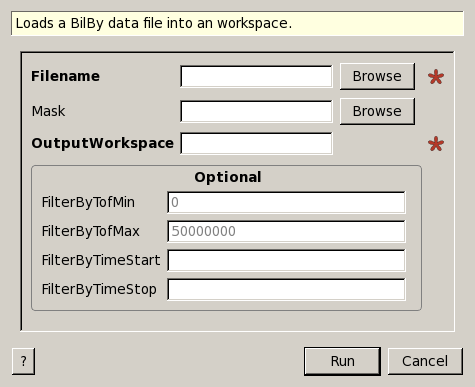 Loads a BilBy data file into an workspace.
Filename Browse *
Mask Browse
OutputWorkspace *
Optional
FilterByTofMin 0
FilterByTofMax 50000000
FilterByTimeStart
FilterByTimeStop
? Run Cancel